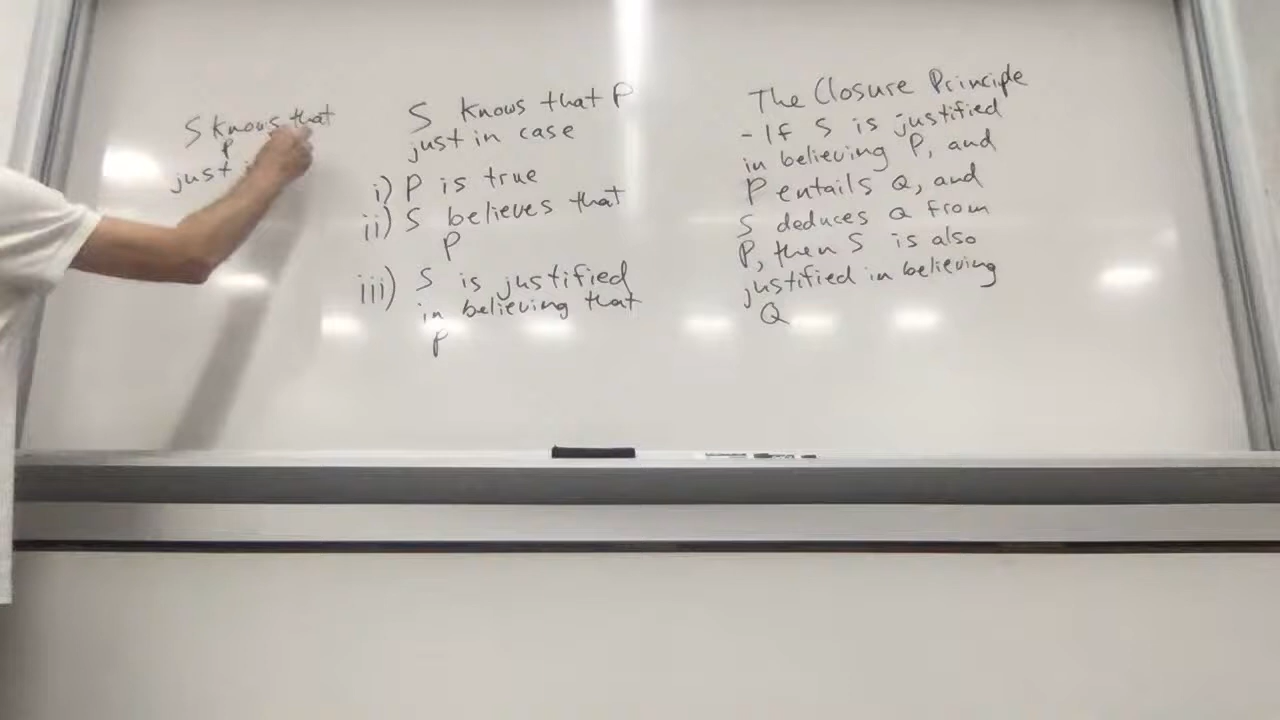 S knows that
P
just
S knows that P
just in case
i) P is true
ii) S believes that
P
iii) S is justified
in believing that
P
The Closure Principle
- If S is justified
in believing P, and
P entails Q, and
S deduces Q from
P, then S is also
justified in believing
Q